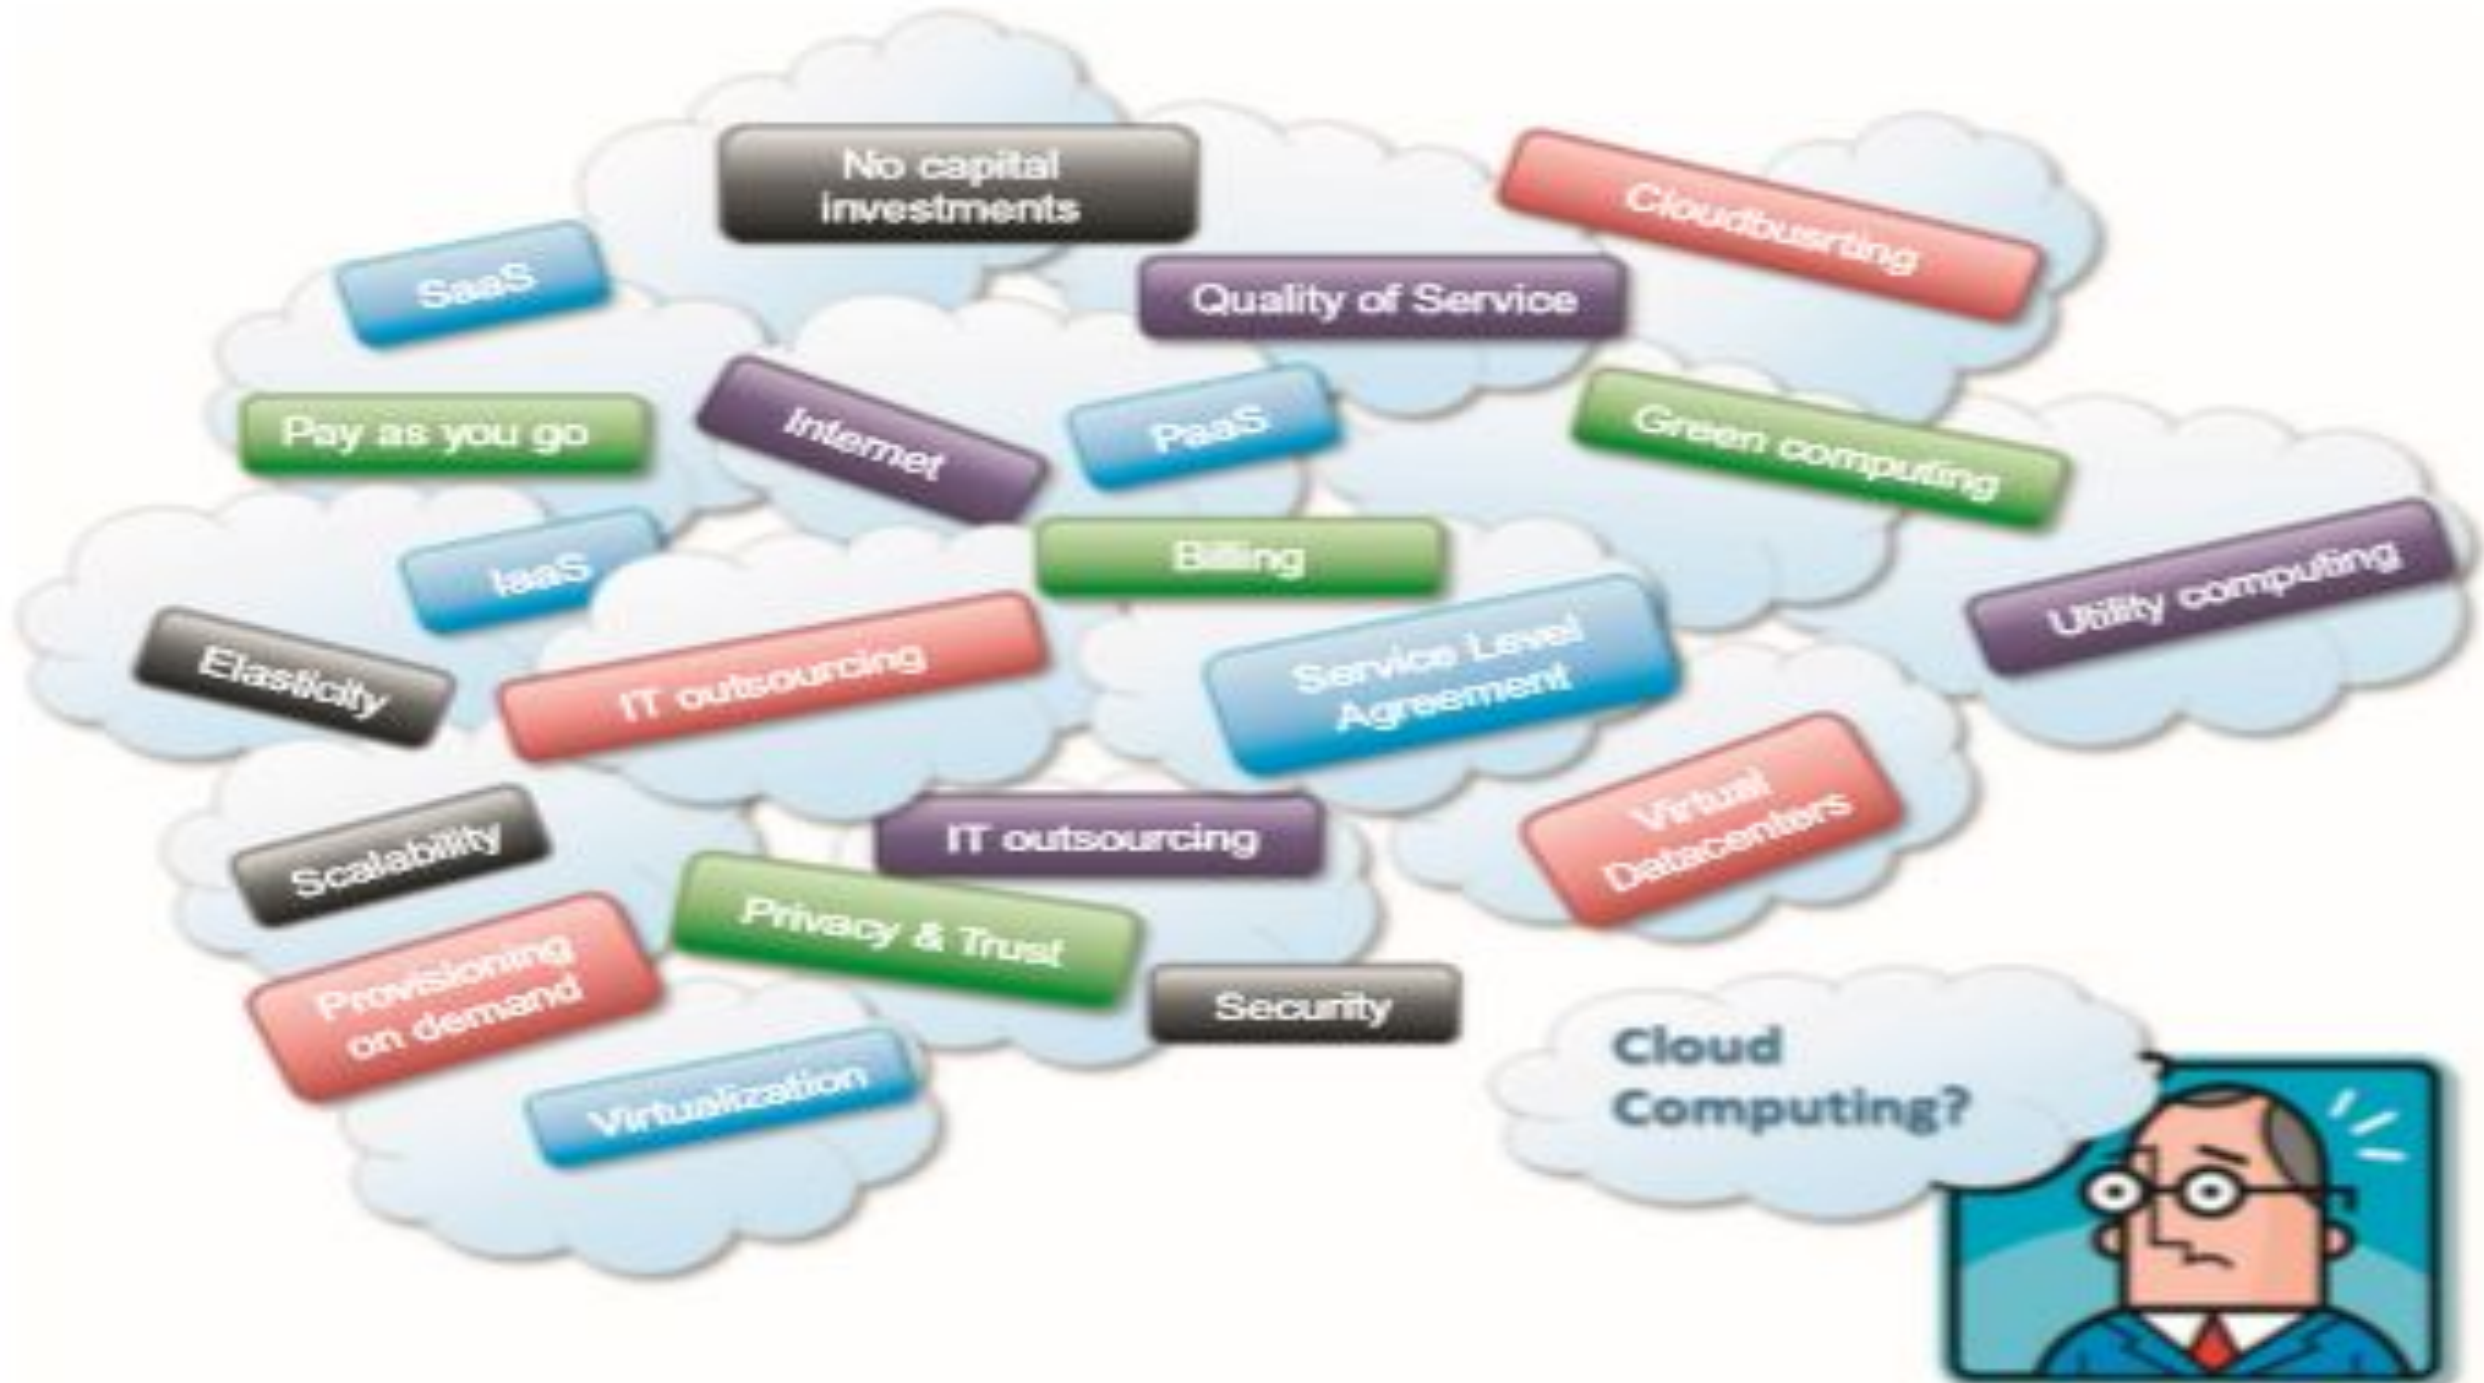 No capital
investments
Cloudbusrting
SaaS
Quality of Service
Pay as you go
Internet
PaaS
Green computing
IaaS
Billing
Utility computing
Elasticity
IT outsourcing
Service Level
Agreement
Scalability
IT outsourcing
Virtual
Datacenters
Privacy & Trust
Provisioning
on demand
Security
Virtualization
Cloud
Computing?